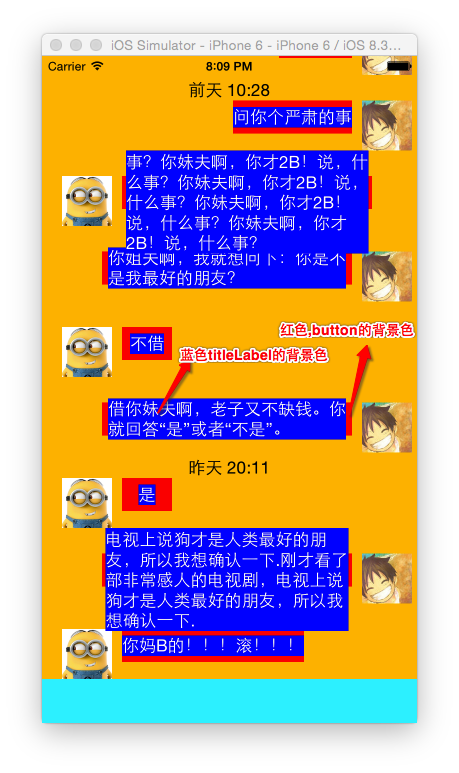 iOS Simulator - iPhone 6 - iPhone 6 / iOS 8.3...
Carrier 8:09 PM
前天 10:28
问你个严肃的事
事？你妹夫啊，你才2B！说，什
么事？你妹夫啊，你才2B！说，
什么事？你妹夫啊，你才2B！
说，什么事？你妹夫啊，你才
2B！说，什么事？
你姐夫啊，我就想问下：你是不
是我最好的朋友？
红色,button的背景色
不借
蓝色titleLabel的背景色
借你妹夫啊，老子又不缺钱。你
就回答“是”或者“不是”。
昨天 20:11
是
电视上说狗才是人类最好的朋
友，所以我想确认一下.刚才看了
部非常感人的电视剧，电视上说
狗才是人类最好的朋友，所以我
想确认一下.
你妈B的！！！滚！！！